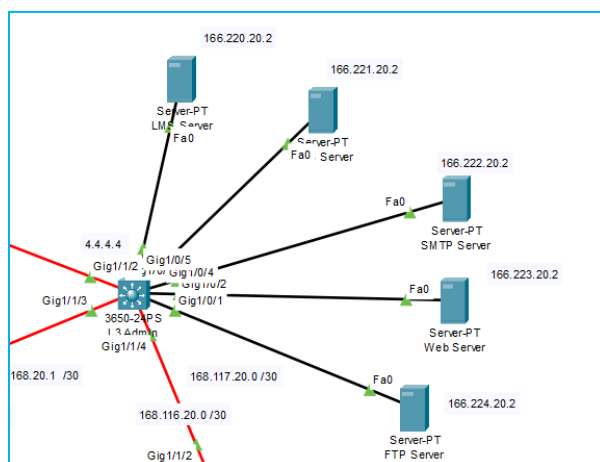 166.220.20.2
Server-PT
LMS Server
Fa0
166.221.20.2
Server-PT
Server
Fa0
166.222.20.2
Fa0
Server-PT
SMTP Server
4.4.4.4
Gig1/0/5
Gig1/1/2
Gig1/0/4
Gig1/1/3
Gig1/0/1
3650-24PS
L3 Admin
Gig1/1/4
166.223.20.2
Fa0
Server-PT
Web Server
168.20.1 /30
168.117.20.0 /30
168.116.20.0 /30
Fa0
166.224.20.2
Server-PT
FTP Server
Gig1/1/2